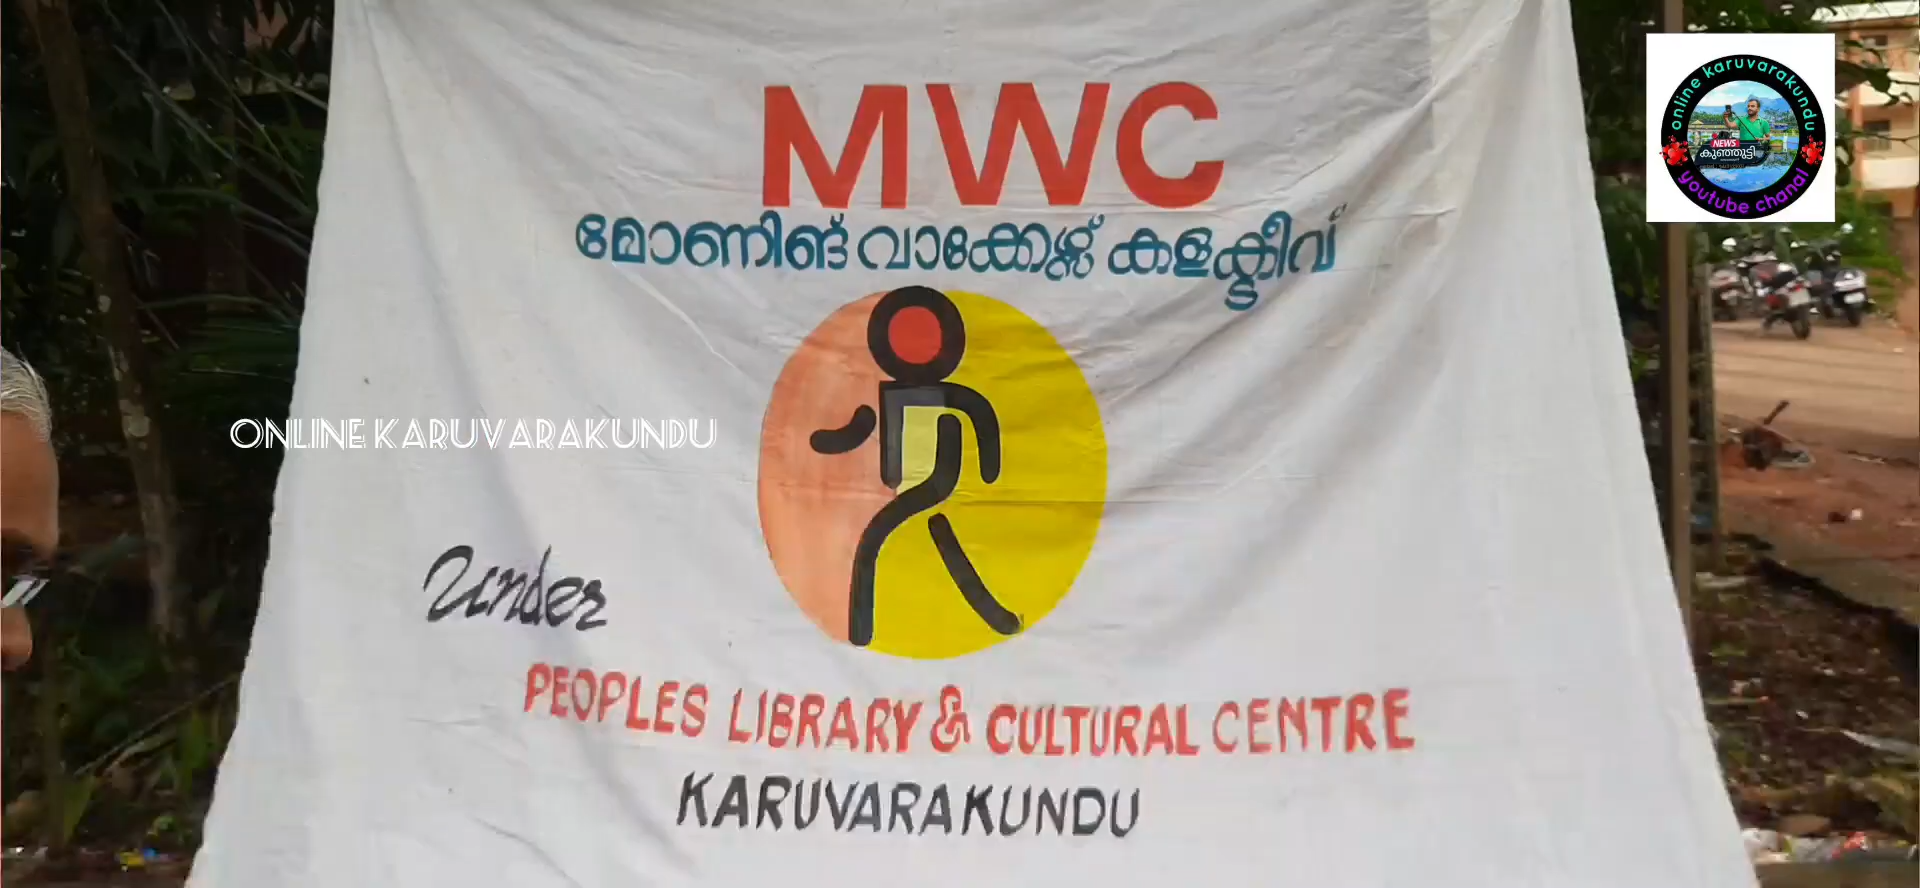 MWC
മോണിങ് വാക്കേഴ്സ് കളക്ടീവ്
ONLINE KARUVARAKUNDU
under
PEOPLES LIBRARY & CULTURAL CENTRE
KARUVARAKUNDU
online karuvarakundu
NEWS
കുഞ്ഞുട്ടി
youtube chanal